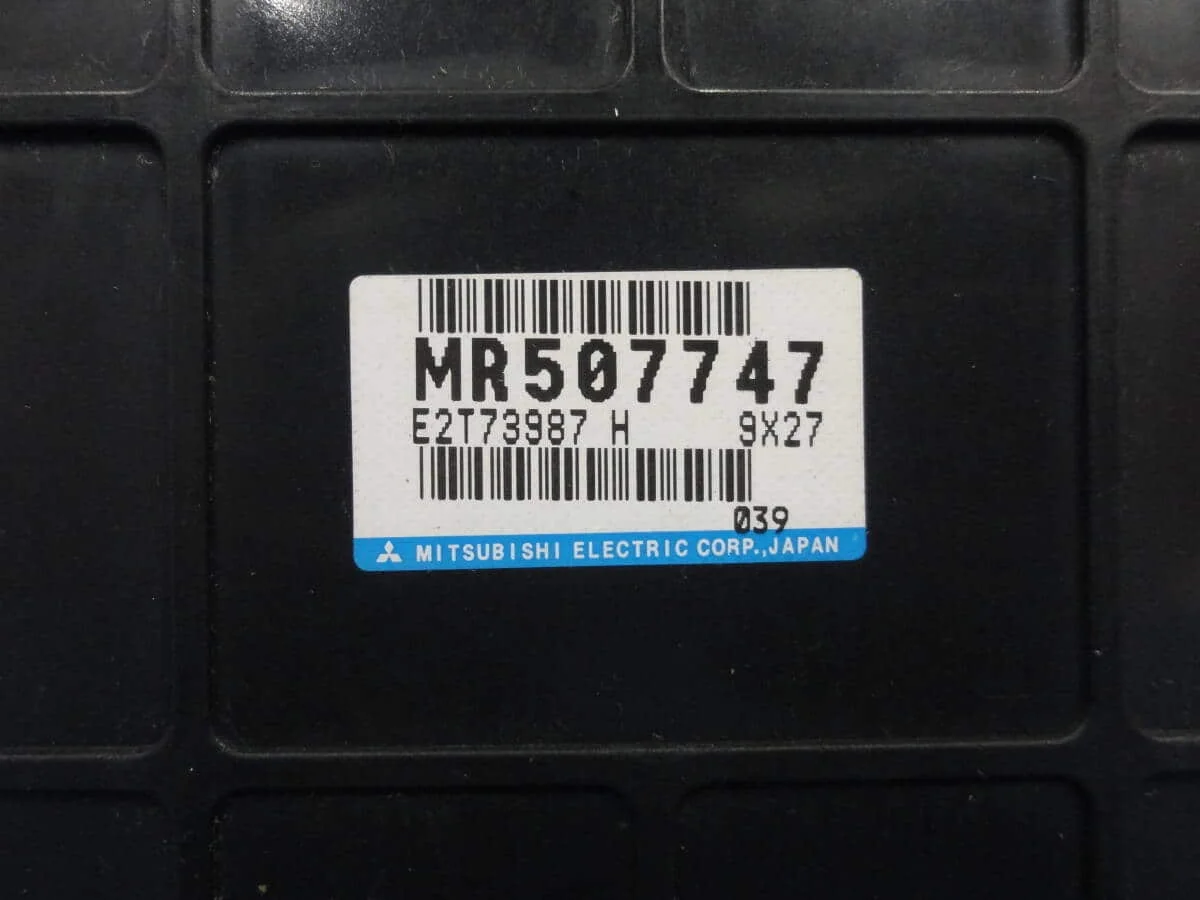 MR507747
E2T73987 H 9X27
039
MITSUBISHI ELECTRIC CORP.,JAPAN